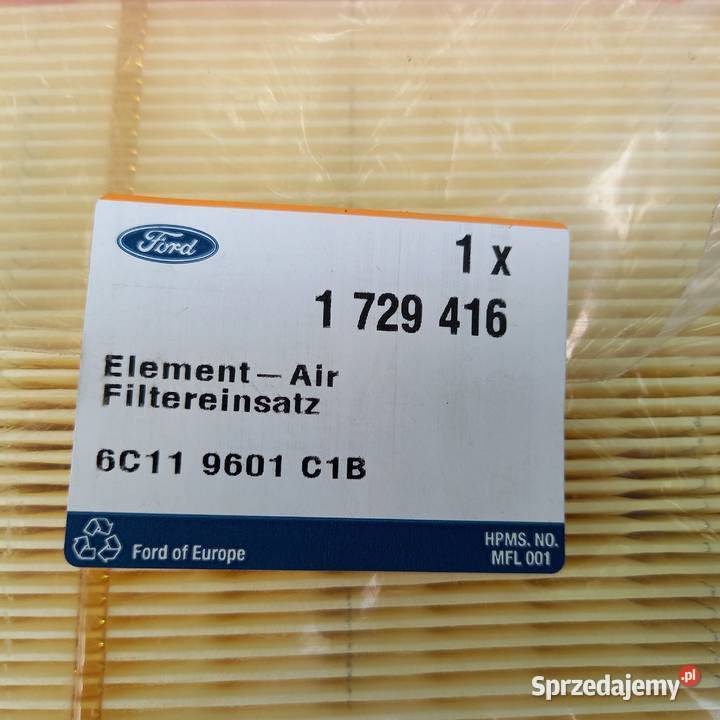 Ford
1 x
1 729 416
Element — Air
Filtereinsatz
6C11 9601 C1B
Ford of Europe
HPMS. NO.
MFL 001
Sprzedajemy.pl